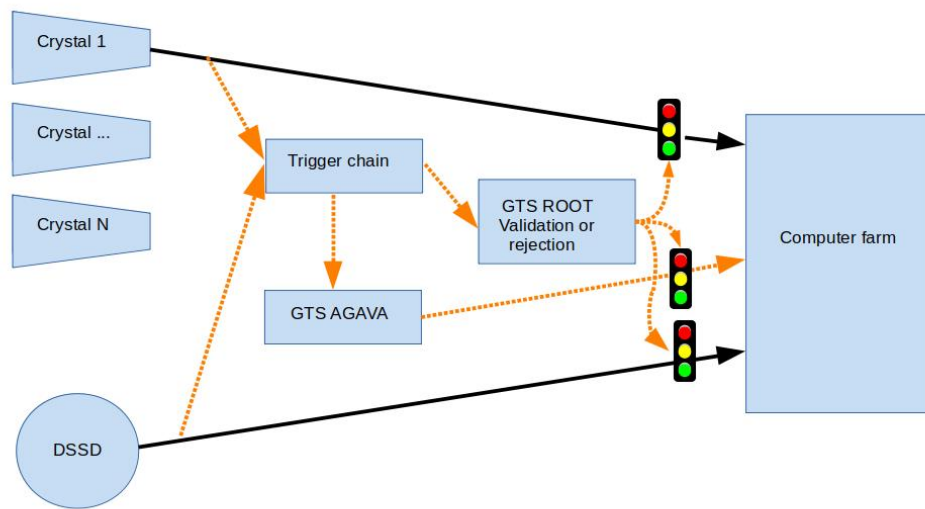 Crystal 1
Crystal ...
Crystal N
Trigger chain
GTS ROOT
Validation or
rejection
GTS AGAVA
Computer farm
DSSD